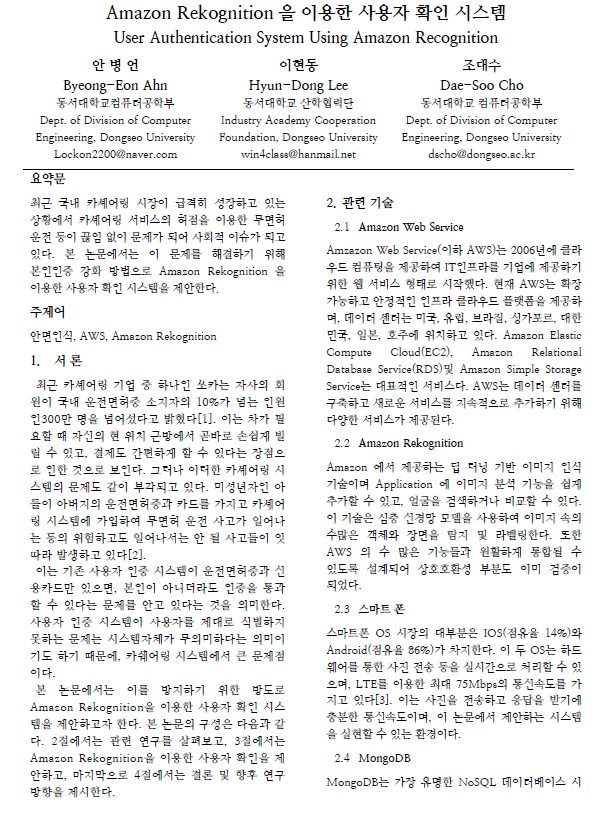 Amazon Rekognition 을 이용한 사용자 확인 시스템
User Authentication System Using Amazon Recognition
안 병 언
Byeong-Eon Ahn
동서대학교컴퓨터공학부
Dept. of Division of Computer
Engineering, Dongseo University
Lockon2200@naver.com
이현동
Hyun-Dong Lee
동서대학교 산학협력단
Industry Academy Cooperation
Foundation, Dongseo University
win4class@hanmail.net
조대수
Dae-Soo Cho
동서대학교 컴퓨터공학부
Dept. of Division of Computer
Engineering, Dongseo University
dscho@dongseo.ac.kr
요약문
최근 국내 카셰어링 시장이 급격히 성장하고 있는
상황에서 카셰어링 서비스의 허점을 이용한 무면허
운전 등이 끊임 없이 문제가 되어 사회적 이슈가 되고
있다. 본 논문에서는 이 문제를 해결하기 위해
본인인증 강화 방법으로 Amazon Rekognition 을
이용한 사용자 확인 시스템을 제안한다.
주제어
안면인식, AWS, Amazon Rekognition
1. 서 론
최근 카셰어링 기업 중 하나인 쏘카는 자사의 회
원이 국내 운전면허증 소지자의 10%가 넘는 인원
인300만 명을 넘어섰다고 밝혔다[1]. 이는 차가 필
요할 때 자신의 현 위치 근방에서 곧바로 손쉽게 빌
릴 수 있고, 결제도 간편하게 할 수 있다는 장점으
로 인한 것으로 보인다. 그러나 이러한 카셰어링 시
스템의 문제도 같이 부각되고 있다. 미성년자인 아
들이 아버지의 운전면허증과 카드를 가지고 카셰어
링 시스템에 가입하여 무면허 운전 사고가 일어나
는 등의 위험하고도 일어나서는 안 될 사고들이 잇
따라 발생하고 있다[2].
이는 기존 사용자 인증 시스템이 운전면허증과 신
용카드만 있으면, 본인이 아니더라도 인증을 통과
할 수 있다는 문제를 안고 있다는 것을 의미한다.
사용자 인증 시스템이 사용자를 제대로 식별하지
못하는 문제는 시스템자체가 무의미하다는 의미이
기도 하기 때문에, 카쉐어링 시스템에서 큰 문제점
이다.
본 논문에서는 이를 방지하기 위한 방도로
Amazon Rekognition을 이용한 사용자 확인 시스
템을 제안하고자 한다. 본 논문의 구성은 다음과 같
다. 2절에서는 관련 연구를 살펴보고, 3절에서는
Amazon Rekognition을 이용한 사용자 확인을 제
안하고, 마지막으로 4절에서는 결론 및 향후 연구
방향을 제시한다.
2. 관련 기술
2.1 Amazon Web Service
Amzazon Web Service(이하 AWS)는 2006년에 클라
우드 컴퓨팅을 제공하여 IT인프라를 기업에 제공하기
위한 웹 서비스 형태로 시작했다. 현재 AWS는 확장
가능하고 안정적인 인프라 클라우드 플랫폼을 제공하
며, 데이터 센터는 미국, 유럽, 브라질, 싱가포르, 대한
민국, 일본, 호주에 위치하고 있다. Amazon Elastic
Compute Cloud(EC2), Amazon Relational
Database Service(RDS)및 Amazon Simple Storage
Service는 대표적인 서비스다. AWS는 데이터 센터를
구축하고 새로운 서비스를 지속적으로 추가하기 위해
다양한 서비스가 제공된다.
2.2 Amazon Rekognition
Amazon 에서 제공하는 딥 러닝 기반 이미지 인식
기술이며 Application 에 이미지 분석 기능을 쉽게
추가할 수 있고, 얼굴을 검색하거나 비교할 수 있다.
이 기술은 심층 신경망 모델을 사용하여 이미지 속의
수많은 객체와 장면을 탐지 및 라벨링한다. 또한
AWS 의 수 많은 기능들과 원활하게 통합될 수
있도록 설계되어 상호호환성 부분도 이미 검증이
되었다.
2.3 스마트 폰
스마트폰 OS 시장의 대부분은 IOS(점유율 14%)와
Android(점유율 86%)가 차지한다. 이 두 OS는 하드
웨어를 통한 사진 전송 등을 실시간으로 처리할 수 있
으며, LTE를 이용한 최대 75Mbps의 통신속도를 가
지고 있다[3]. 이는 사진을 전송하고 응답을 받기에
충분한 통신속도이며, 이 논문에서 제안하는 시스템
을 실현할 수 있는 환경이다.
2.4 MongoDB
MongoDB는 가장 유명한 NoSQL 데이터베이스 시